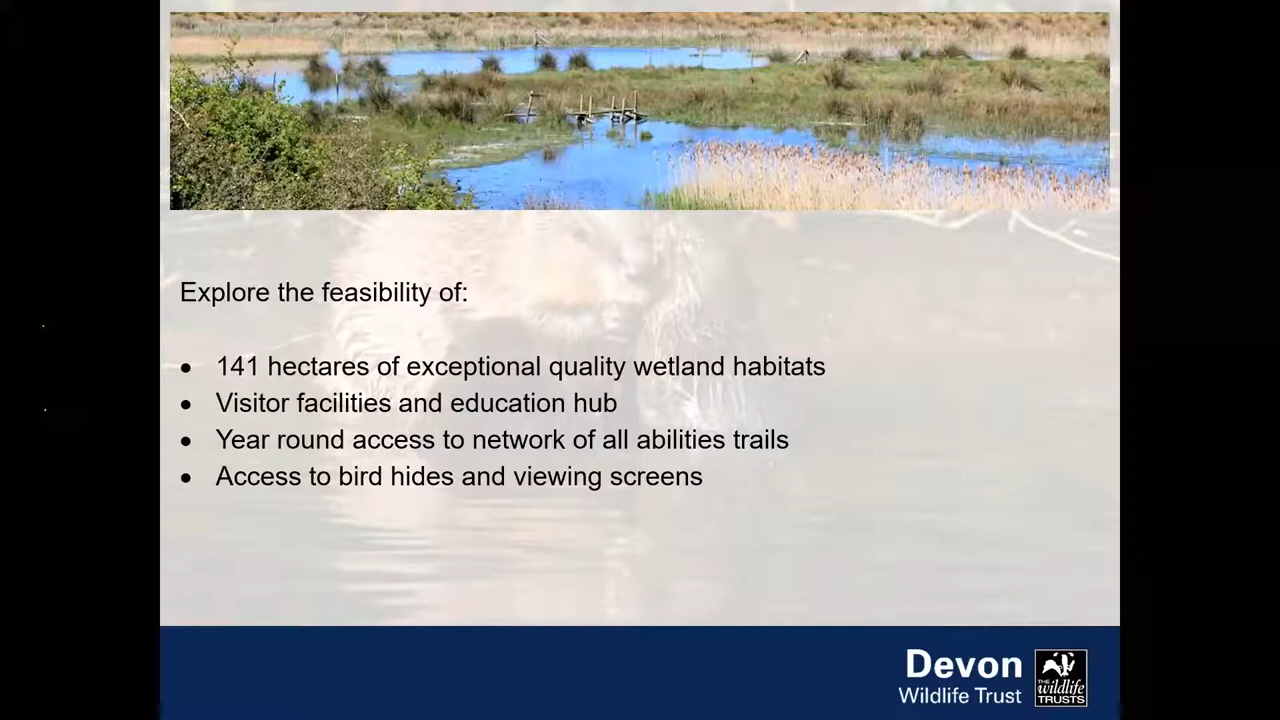 Explore the feasibility of:
• 141 hectares of exceptional quality wetland habitats
• Visitor facilities and education hub
• Year round access to network of all abilities trails
• Access to bird hides and viewing screens
Devon
Wildlife Trust
THE
wildlife
TRUSTS